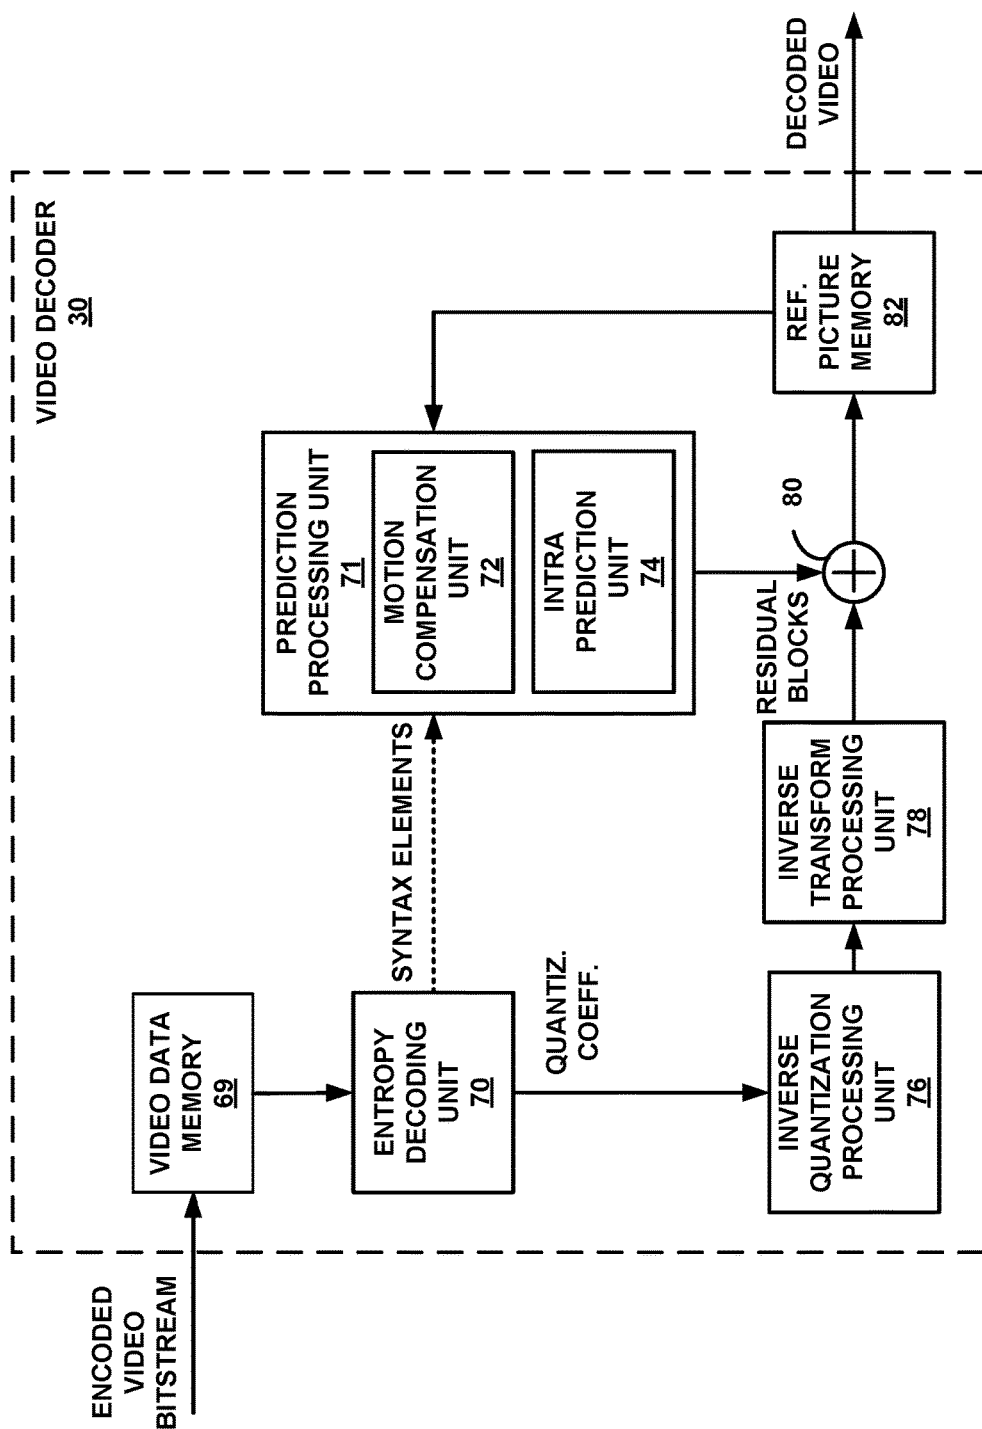 VIDEO DECODER
30
ENCODED
VIDEO
BITSTREAM
VIDEO DATA
MEMORY
69
ENTROPY
DECODING
UNIT
70
SYNTAX ELEMENTS
QUANTIZ.
COEFF.
PREDICTION
PROCESSING UNIT
71
MOTION
COMPENSATION
UNIT
72
INTRA
PREDICTION
UNIT
74
INVERSE
QUANTIZATION
PROCESSING
UNIT
76
INVERSE
TRANSFORM
PROCESSING
UNIT
78
RESIDUAL
BLOCKS
80
REF.
PICTURE
MEMORY
82
DECODED
VIDEO